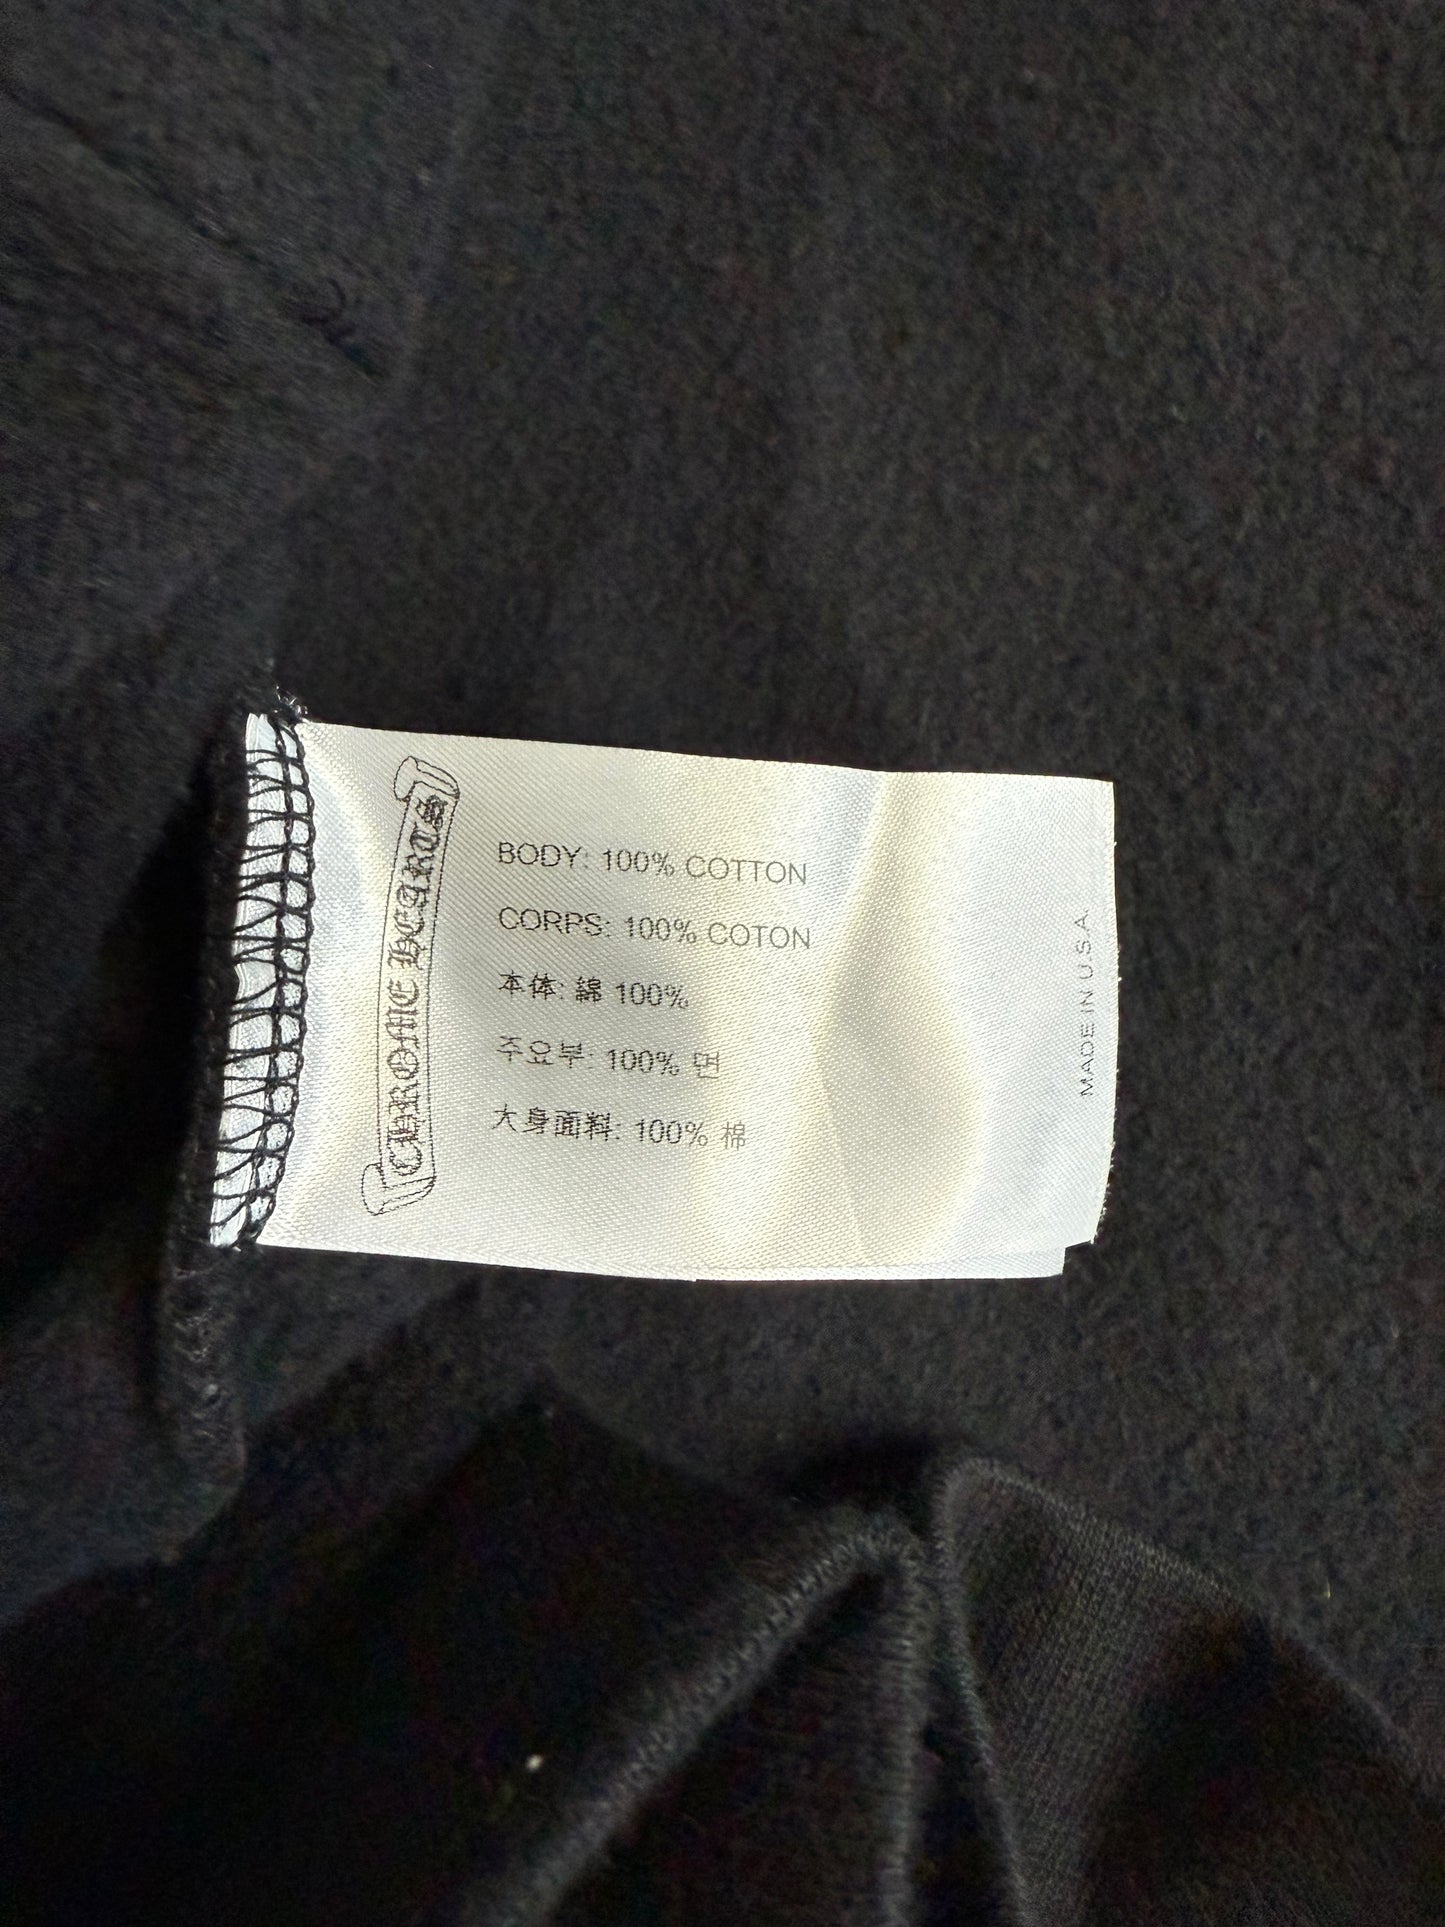 CHROME HEARTS
BODY: 100% COTTON
CORPS: 100% COTON
本体: 綿 100%
주요부: 100% 면
大身面料: 100% 棉
MADE IN U.S.A.